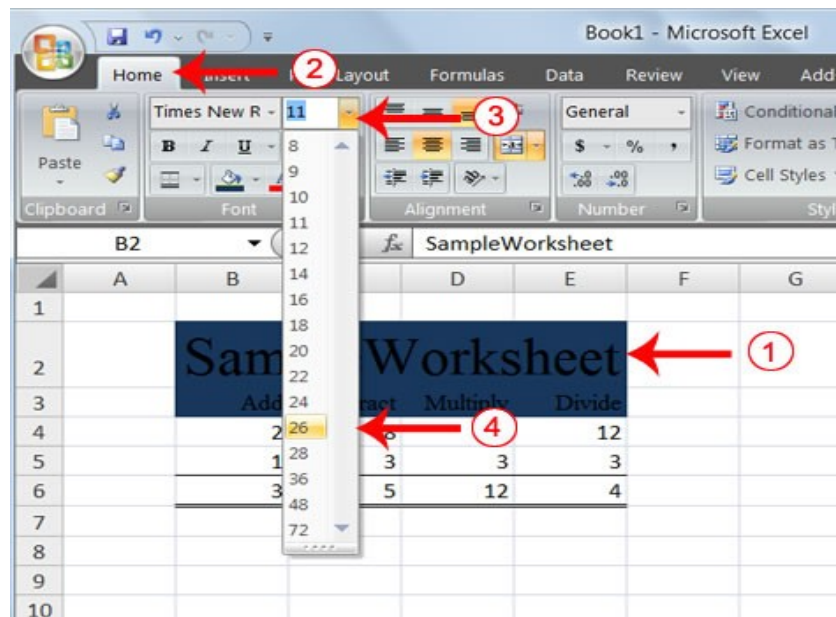 Book1 - Microsoft Excel
Home Insert Layout Formulas Data Review View Add
2
Times New R 11 General Conditional
3
B I U $ % , Format as T
Paste Cell Styles
Clipboard Font Alignment Number Styl
B2 fx SampleWorksheet
A B D E F G
1
2 Sam Worksheet 1
3 Add ract Multiply Divide
4 2 8 12
5 1 3 3 3
6 3 5 12 4
7
8
9
10
8
9
10
11
12
14
16
18
20
22
24
26 4
28
36
48
72